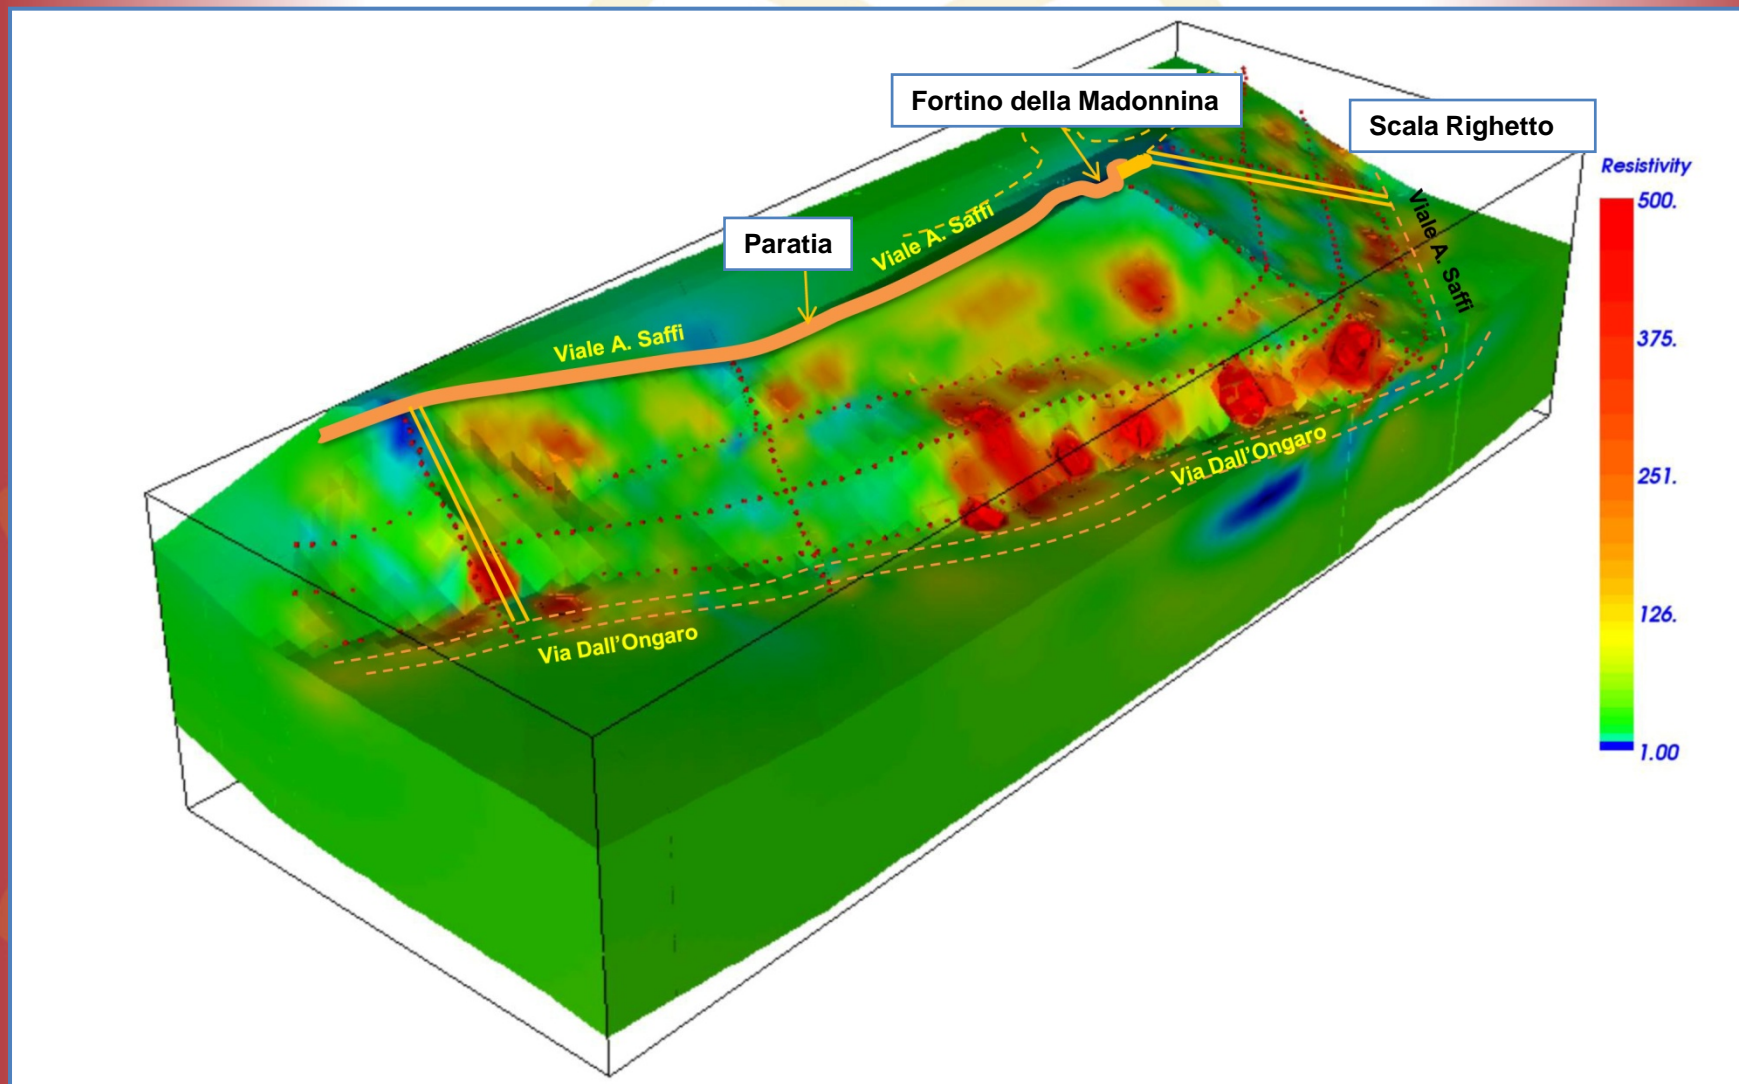 Fortino della Madonnina
Scala Righetto
Resistivity
500.
375.
251.
126.
1.00
Paratia
Viale A. Saffi
Viale A. Saffi
Viale A. Saffi
Via Dall'Ongaro
Via Dall'Ongaro